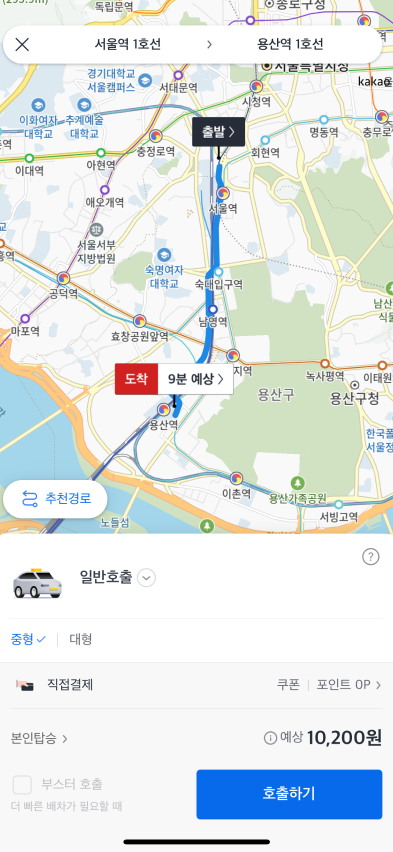 독립문역
종로구청
서울역 1호선 > 용산역 1호선
경기대학교
서울캠퍼스
서대문역
시청역
서울특별시청
kakao
이화여자
대학교
추계예술
대학교
출발 >
명동역
충무로
충정로역
회현역
이대역
아현역
애오개역
서울역
서울서부
지방법원
숙명여자
대학교
숙대입구역
공덕역
남산
마포역
남영역
효창공원앞역
지역
도착 9분 예상 >
녹사평역
이태원
용산구
용산구청
용산역
한국폴
서울정
추천경로
이촌역
용산가족공원
노들섬
서빙고역
?
일반호출
중형 | 대형
직접결제 쿠폰 | 포인트 0P >
본인탑승 > 예상 10,200원
부스터 호출
더 빠른 배차가 필요할 때
호출하기